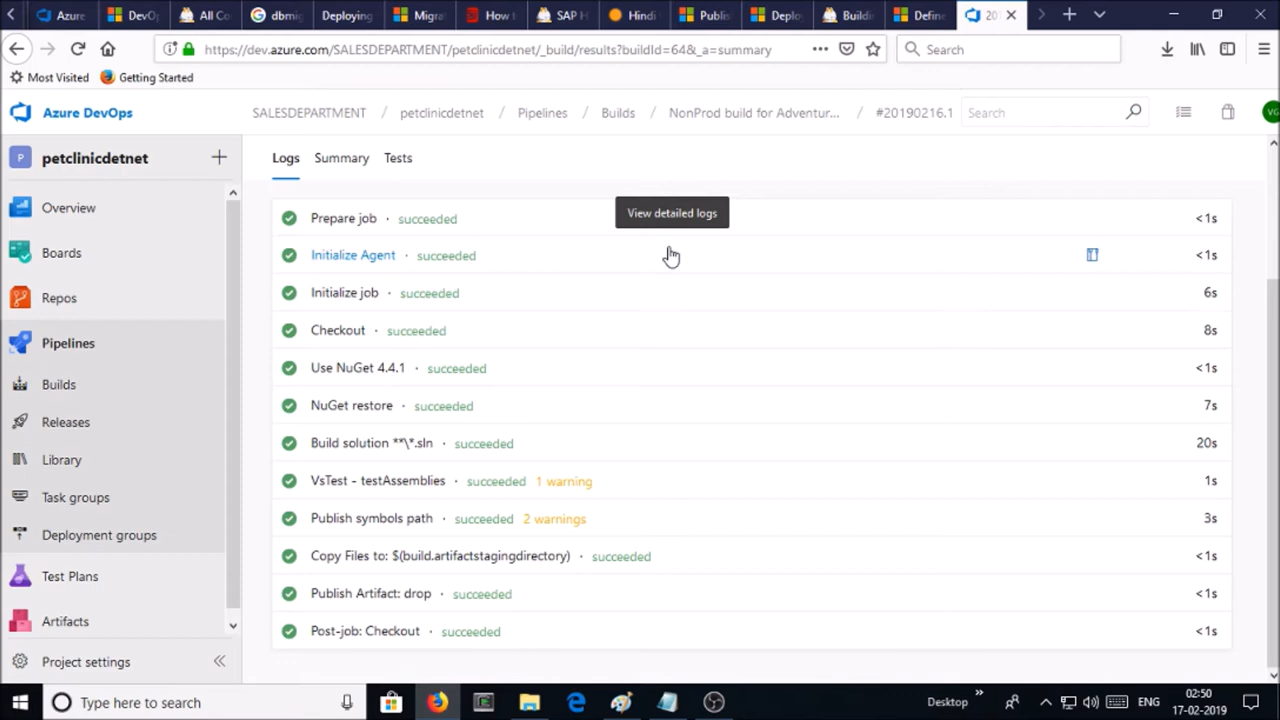 Azure
DevO
All Co
dbmig
Deploying
Migrat
How t
SAP H
Hindi
Publis
Deplo
Buildin
Define
20
https://dev.azure.com/SALESDEPARTMENT/petclinicdetnet/_build/results?buildId=64&_a=summary
Search
Most Visited
Getting Started
Azure DevOps
SALESDEPARTMENT / petclinicdetnet / Pipelines / Builds / NonProd build for Adventur... / #20190216.1
Search
VG
P petclinicdetnet
Overview
Boards
Repos
Pipelines
Builds
Releases
Library
Task groups
Deployment groups
Test Plans
Artifacts
Project settings
Logs Summary Tests
View detailed logs
Prepare job · succeeded <1s
Initialize Agent · succeeded <1s
Initialize job · succeeded 6s
Checkout · succeeded 8s
Use NuGet 4.4.1 · succeeded <1s
NuGet restore · succeeded 7s
Build solution **\*.sln · succeeded 20s
VsTest - testAssemblies · succeeded 1 warning 1s
Publish symbols path · succeeded 2 warnings 3s
Copy Files to: $(build.artifactstagingdirectory) · succeeded <1s
Publish Artifact: drop · succeeded <1s
Post-job: Checkout · succeeded <1s
Type here to search
Desktop
ENG
02:50
17-02-2019